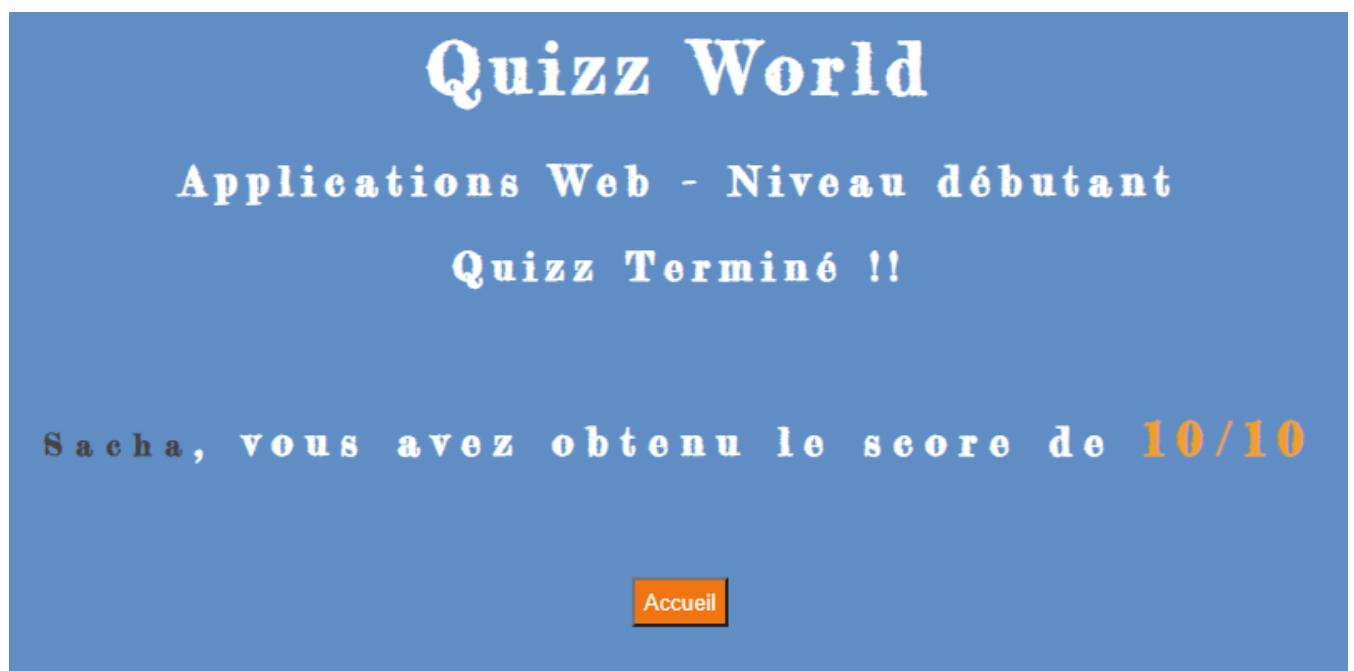 Quizz World
Applications Web - Niveau débutant
Quizz Terminé !!
Sacha, vous avez obtenu le score de 10/10
Accueil